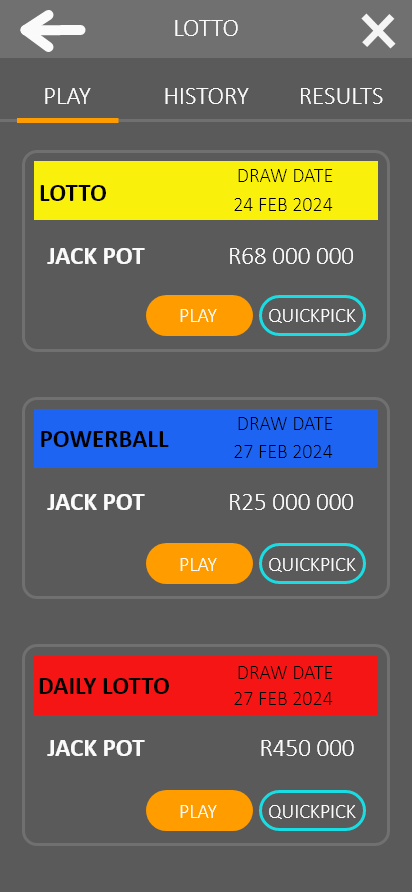 LOTTO
PLAY HISTORY RESULTS
LOTTO
DRAW DATE
24 FEB 2024
JACK POT R68 000 000
PLAY QUICKPICK
POWERBALL
DRAW DATE
27 FEB 2024
JACK POT R25 000 000
PLAY QUICKPICK
DAILY LOTTO
DRAW DATE
27 FEB 2024
JACK POT R450 000
PLAY QUICKPICK